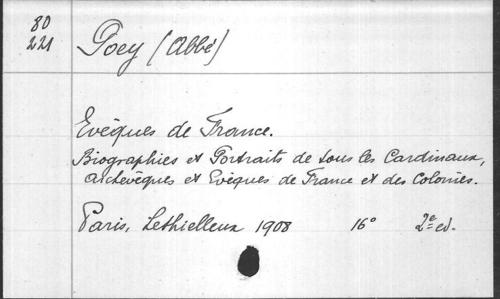 80
221
Poey (Abbé)
Evêques de France.
Biographies et Portraits de tous les Cardinaux,
archevêques et Evêques de France et des Colonies.
Paris, Lethielleux 1908 16° 2e ed.